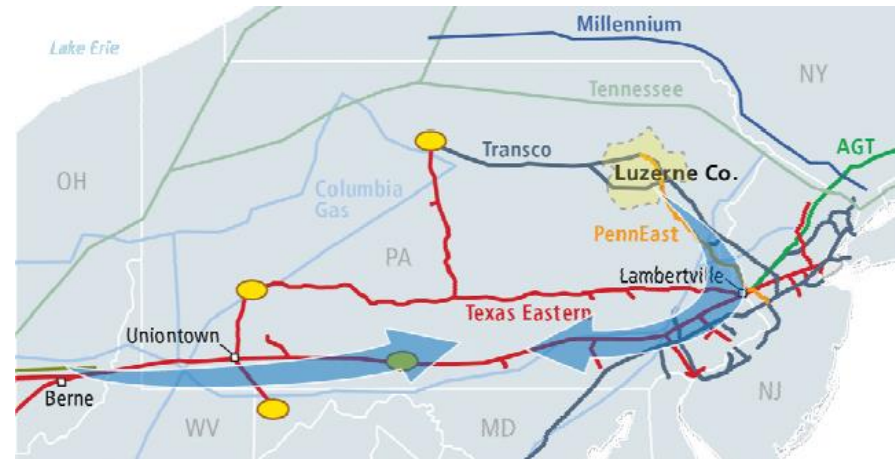 Millennium
Lake Erie
NY
Tennessee
AGT
Transco
OH
Luzerne Co.
Columbia
Gas
PennEast
PA
Lambertville
Texas Eastern
Uniontown
Berne
NJ
WV
MD